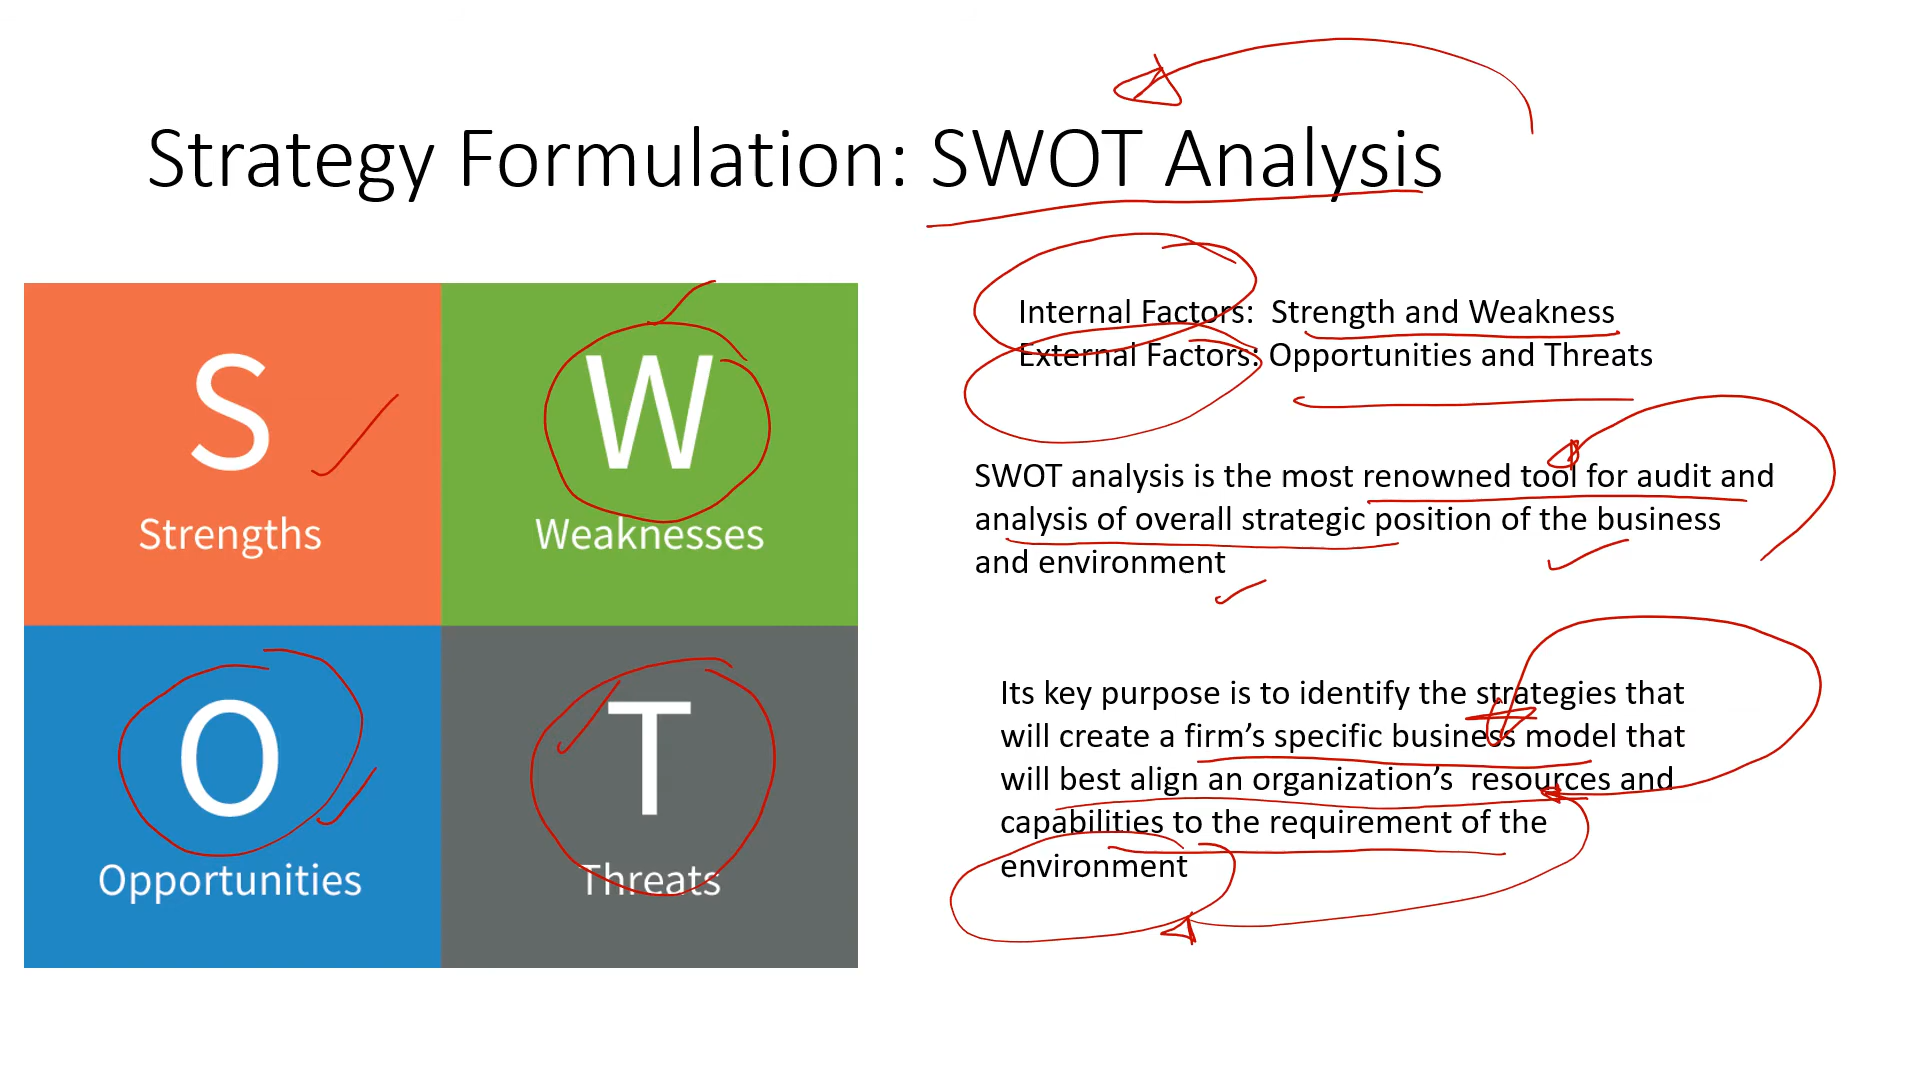 Strategy Formulation: SWOT Analysis
S
Strengths
W
Weaknesses
O
Opportunities
T
Threats
Internal Factors: Strength and Weakness
External Factors: Opportunities and Threats
SWOT analysis is the most renowned tool for audit and
analysis of overall strategic position of the business
and environment
Its key purpose is to identify the strategies that
will create a firm’s specific business model that
will best align an organization’s resources and
capabilities to the requirement of the
environment